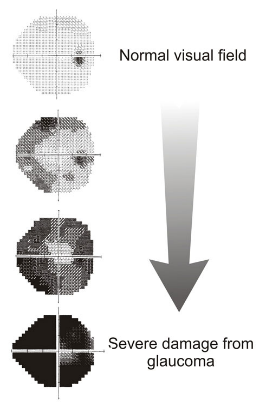 Normal visual field
Severe damage from
glaucoma